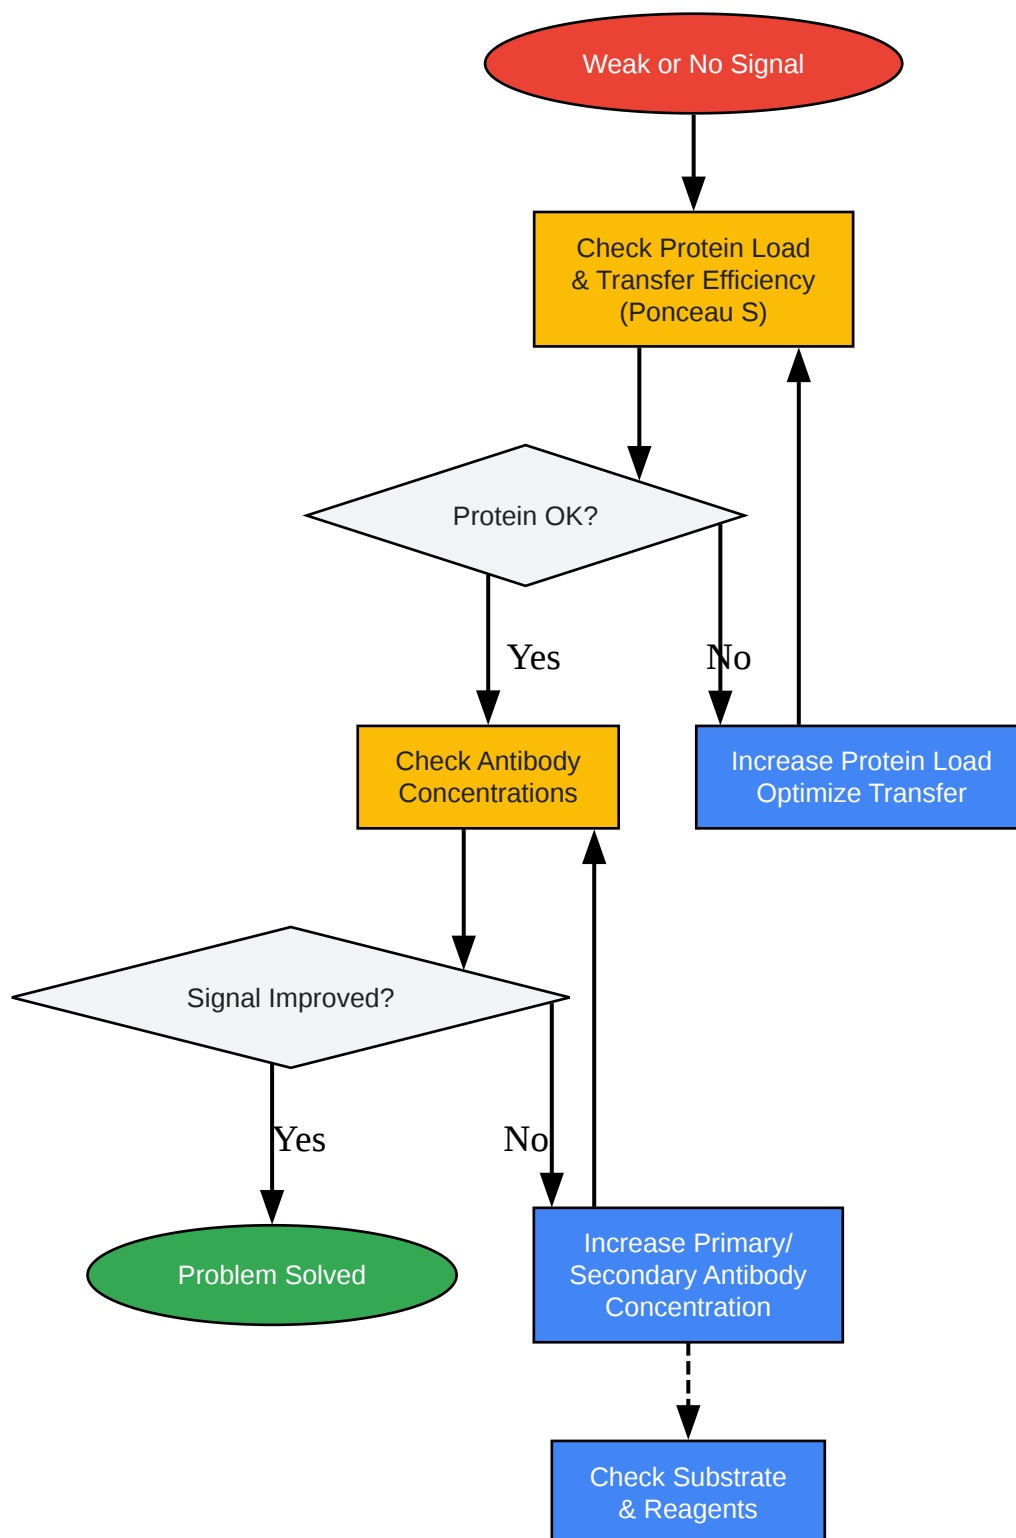 Weak or No Signal
Check Protein Load
& Transfer Efficiency
(Ponceau S)
Protein OK?
Yes
No
Check Antibody
Concentrations
Increase Protein Load
Optimize Transfer
Signal Improved?
Yes
No
Problem Solved
Increase Primary/
Secondary Antibody
Concentration
Check Substrate
& Reagents